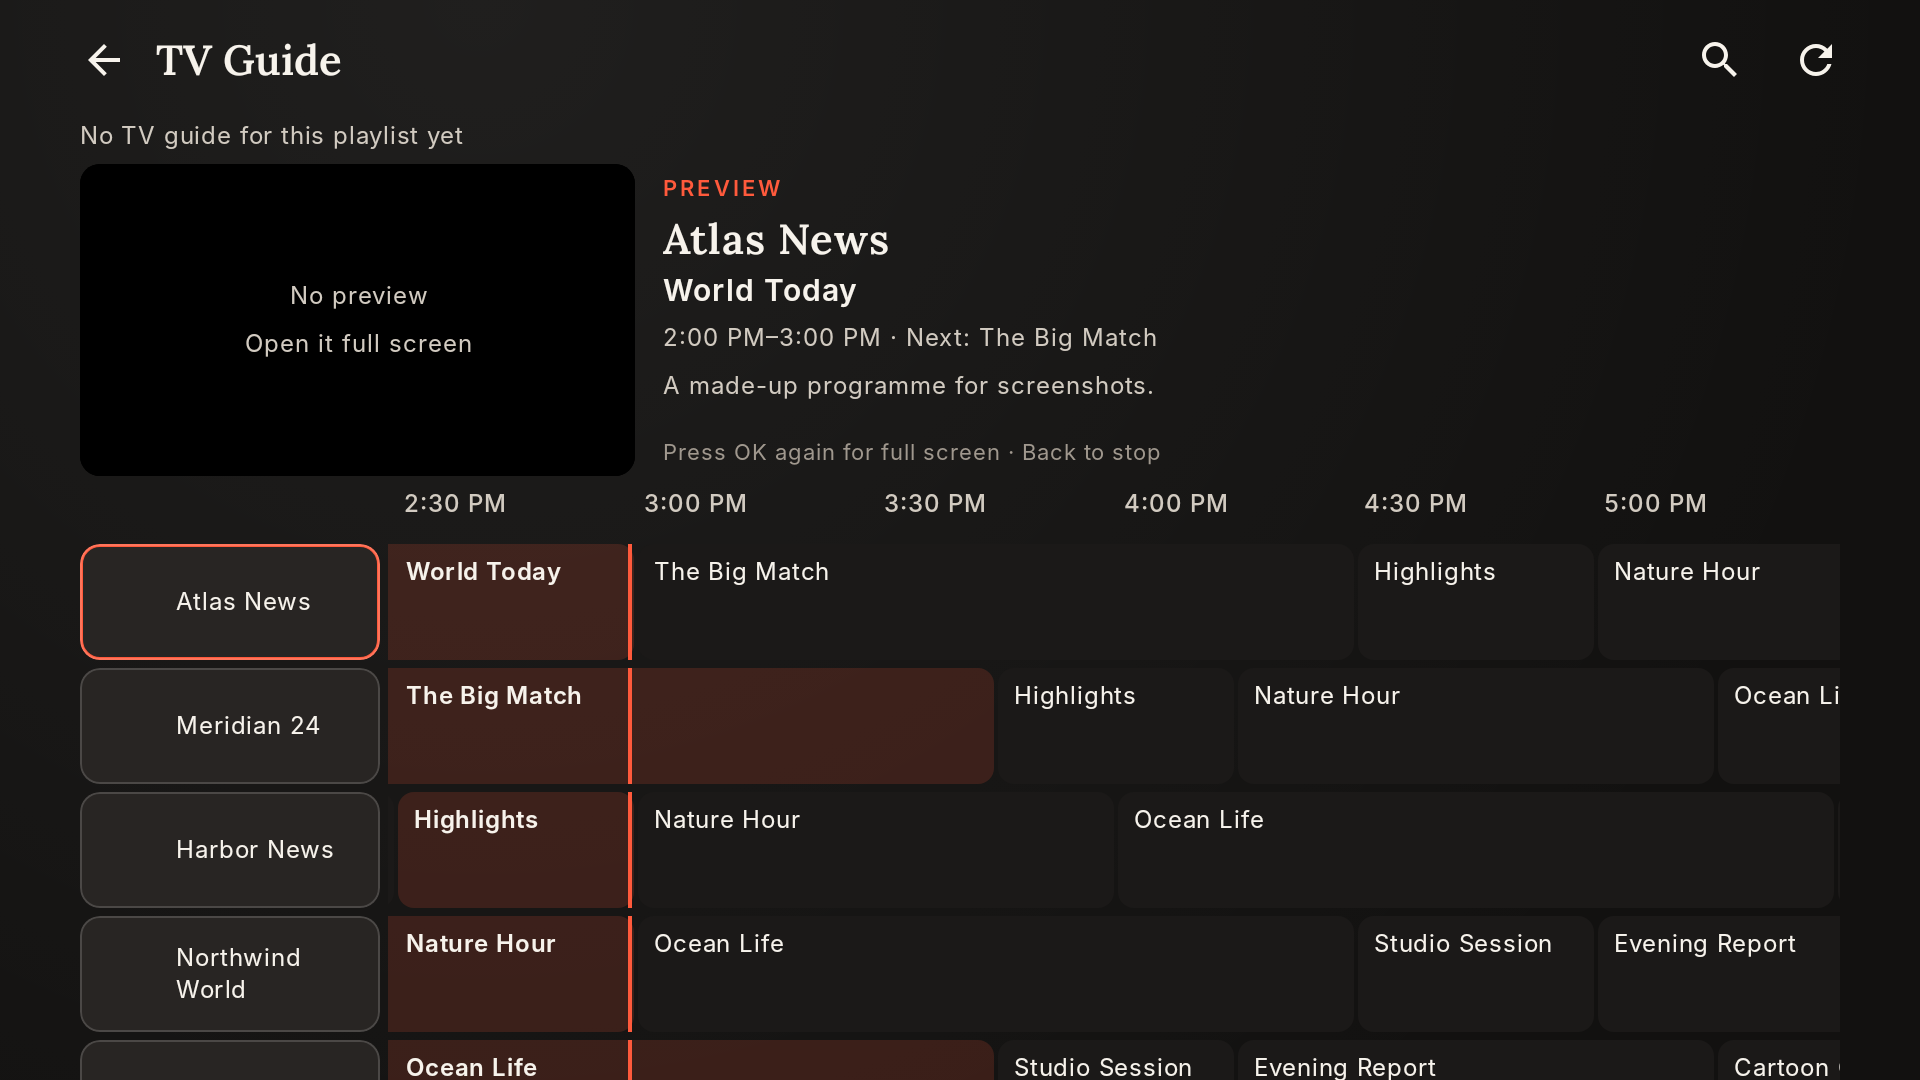 TV Guide
No TV guide for this playlist yet
No preview
Open it full screen
PREVIEW
Atlas News
World Today
2:00 PM–3:00 PM · Next: The Big Match
A made-up programme for screenshots.
Press OK again for full screen · Back to stop
2:30 PM 3:00 PM 3:30 PM 4:00 PM 4:30 PM 5:00 PM
Atlas News World Today The Big Match Highlights Nature Hour
Meridian 24 The Big Match Highlights Nature Hour Ocean Li
Harbor News Highlights Nature Hour Ocean Life
Northwind
World
Nature Hour Ocean Life Studio Session Evening Report
Ocean Life Studio Session Evening Report Cartoon